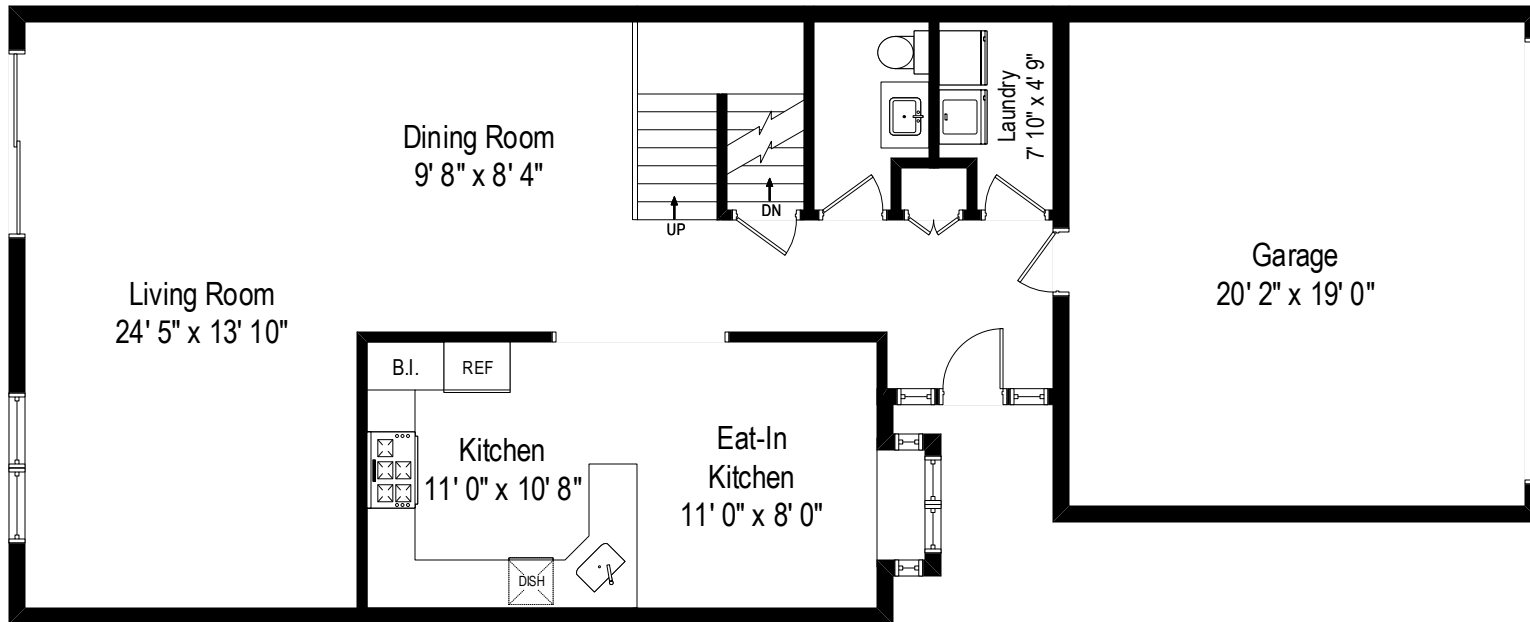 Dining Room
9' 8" x 8' 4"
UP
DN
Laundry
7' 10" x 4' 9"
Garage
20' 2" x 19' 0"
Living Room
24' 5" x 13' 10"
B.I.
REF
Kitchen
11' 0" x 10' 8"
Eat-In
Kitchen
11' 0" x 8' 0"
DISH